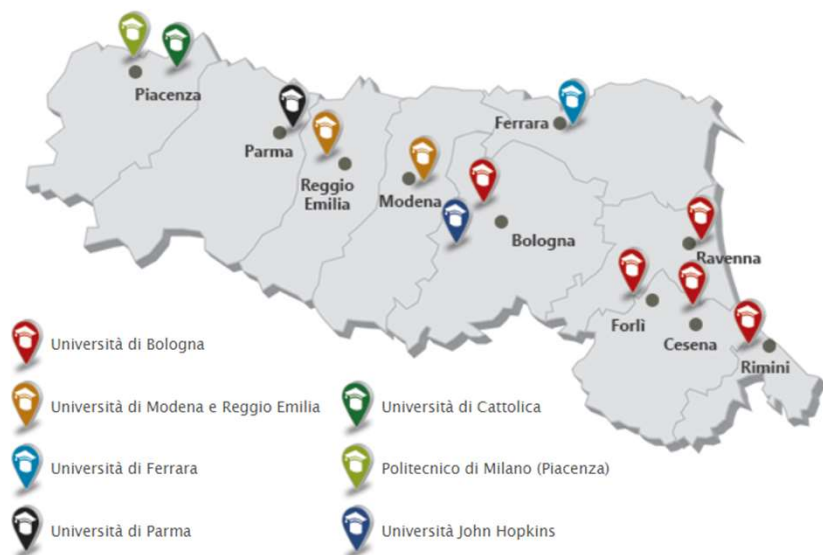 Piacenza
Parma
Reggio
Emilia
Modena
Ferrara
Bologna
Ravenna
Forlì
Cesena
Rimini
Università di Bologna
Università di Modena e Reggio Emilia
Università di Cattolica
Università di Ferrara
Politecnico di Milano (Piacenza)
Università di Parma
Università John Hopkins